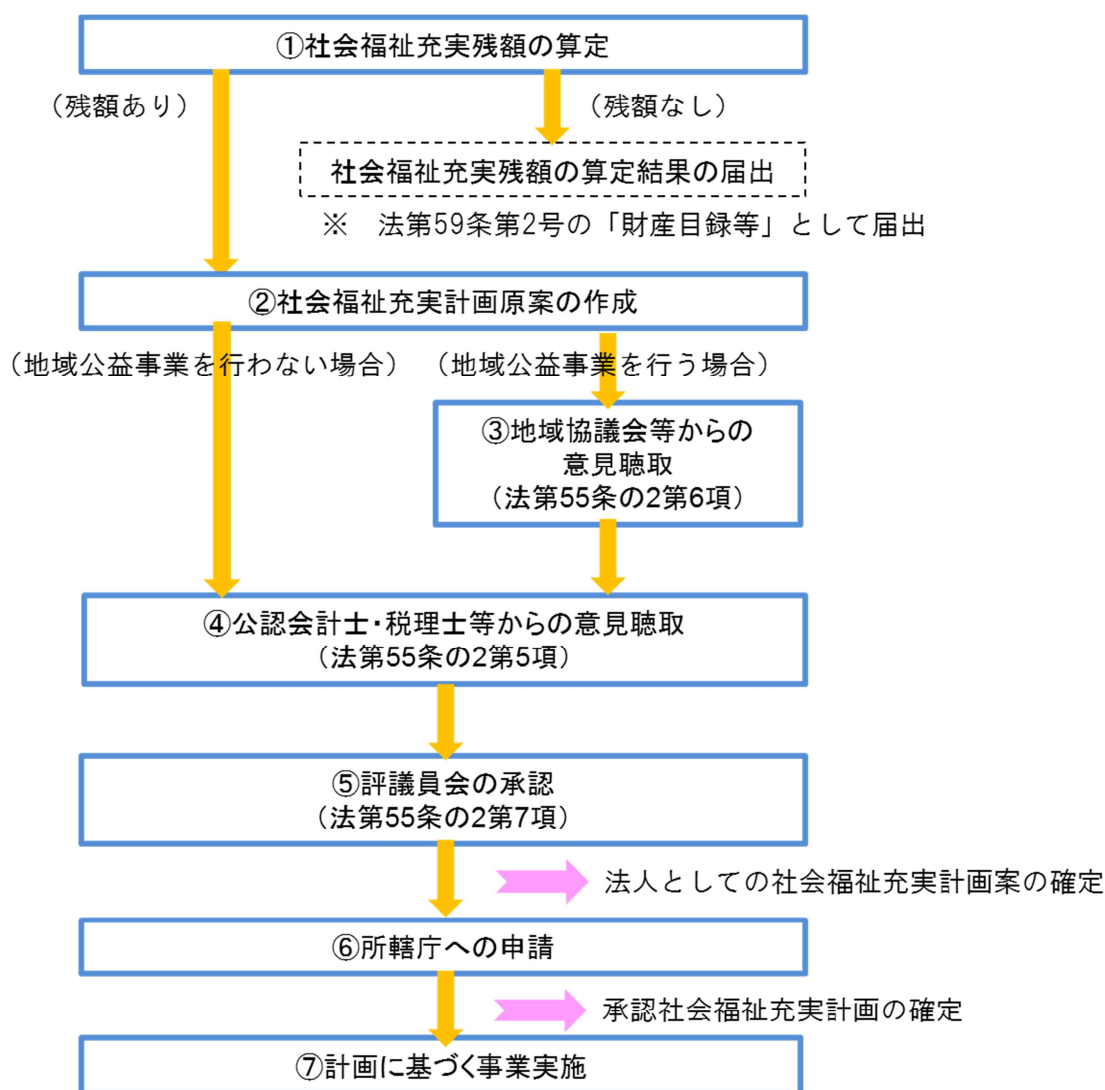 ①社会福祉充実残額の算定
（残額あり）
（残額なし）
社会福祉充実残額の算定結果の届出
※　法第59条第2号の「財産目録等」として届出
②社会福祉充実計画原案の作成
（地域公益事業を行わない場合）
（地域公益事業を行う場合）
③地域協議会等からの
意見聴取
（法第55条の2第6項）
④公認会計士・税理士等からの意見聴取
（法第55条の2第5項）
⑤評議員会の承認
（法第55条の2第7項）
法人としての社会福祉充実計画案の確定
⑥所轄庁への申請
承認社会福祉充実計画の確定
⑦計画に基づく事業実施